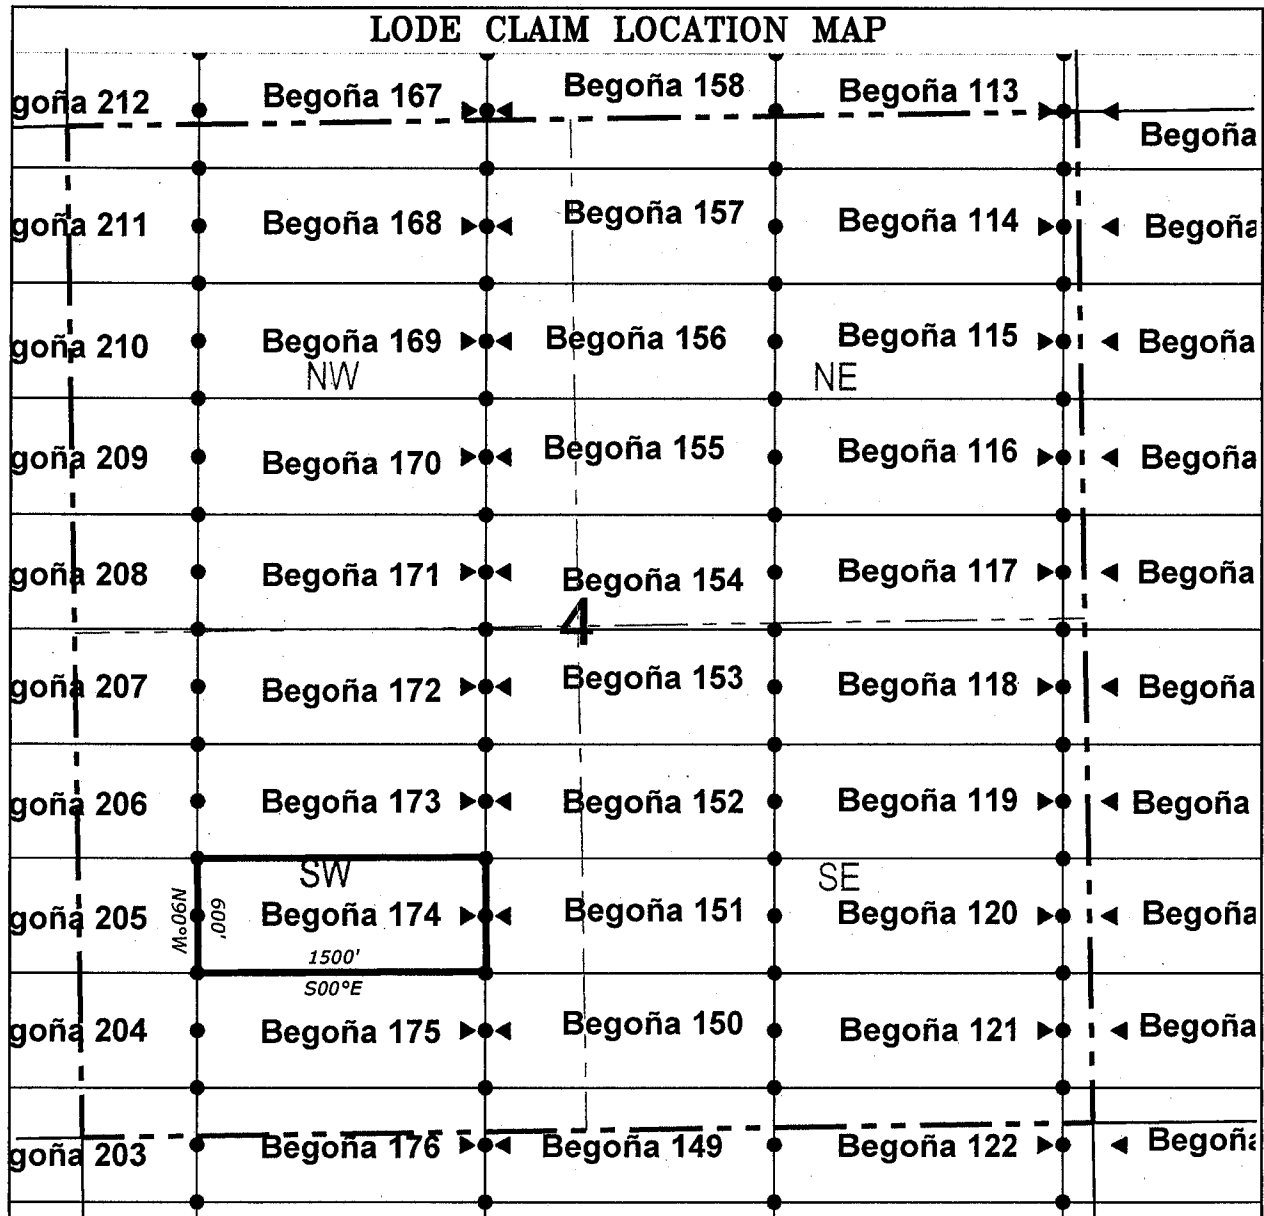 LODE CLAIM LOCATION MAP
goña 212 Begoña 167 Begoña 158 Begoña 113 Begoña
goña 211 Begoña 168 Begoña 157 Begoña 114 Begoña
goña 210 Begoña 169 Begoña 156 Begoña 115 Begoña
NW NE
goña 209 Begoña 170 Begoña 155 Begoña 116 Begoña
goña 208 Begoña 171 Begoña 154 Begoña 117 Begoña
4
goña 207 Begoña 172 Begoña 153 Begoña 118 Begoña
goña 206 Begoña 173 Begoña 152 Begoña 119 Begoña
SW SE
goña 205 N90°W 600' Begoña 174 Begoña 151 Begoña 120 Begoña
1500'
S00°E
goña 204 Begoña 175 Begoña 150 Begoña 121 Begoña
goña 203 Begoña 176 Begoña 149 Begoña 122 Begoña